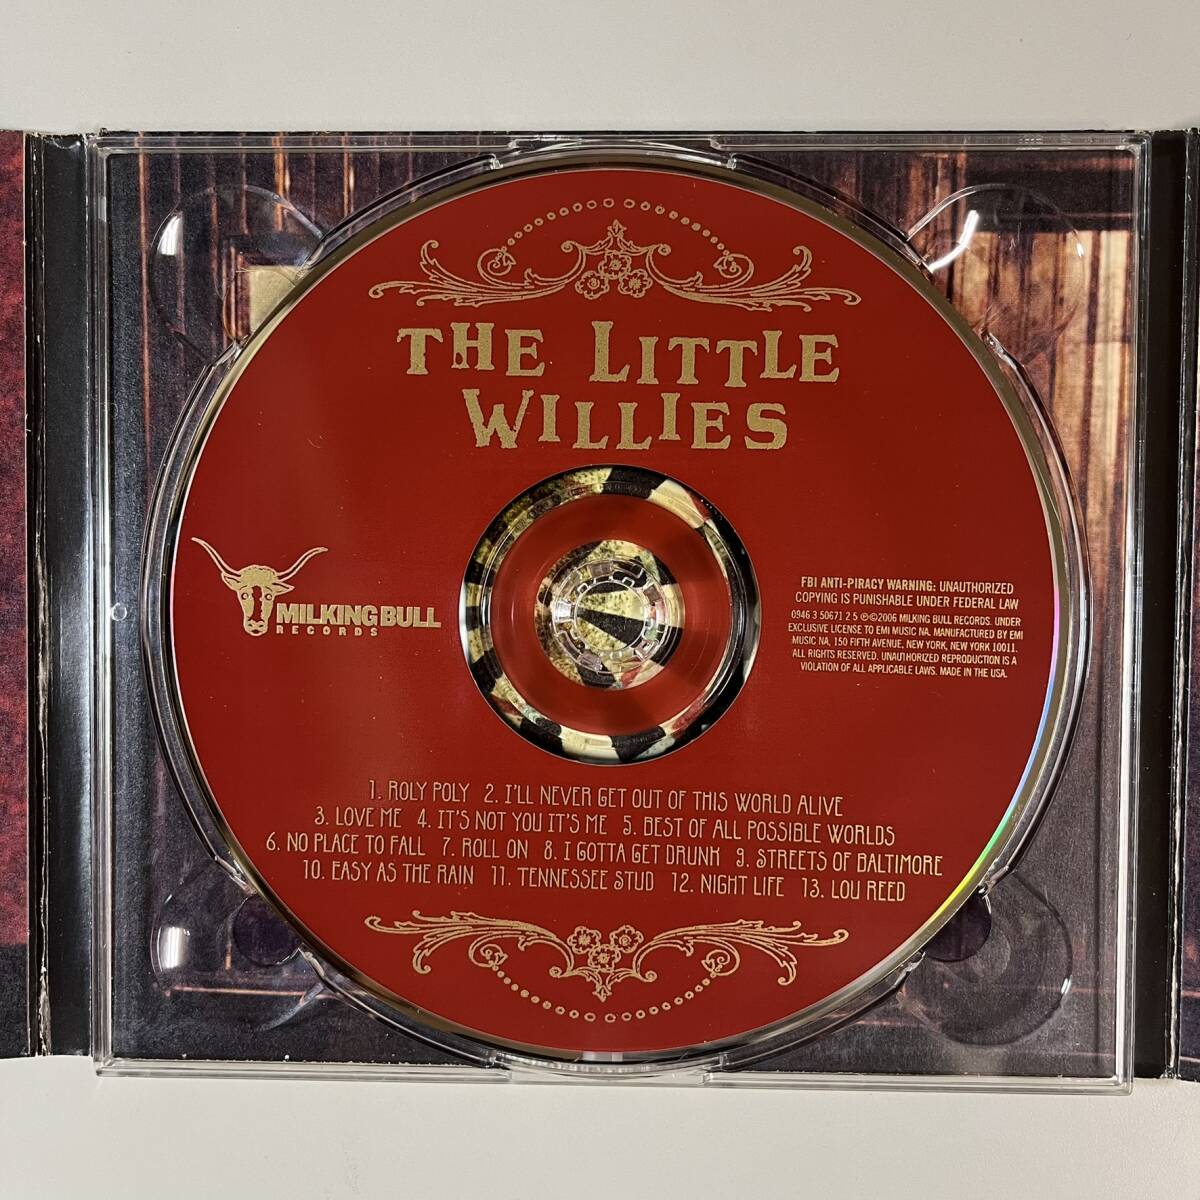 THE LITTLE
WILLIES
MILKING BULL
RECORDS
FBI ANTI-PIRACY WARNING: UNAUTHORIZED
COPYING IS PUNISHABLE UNDER FEDERAL LAW
0946 3 50671 2 5 ℗©2006 MILKING BULL RECORDS. UNDER
EXCLUSIVE LICENSE TO EMI MUSIC NA. MANUFACTURED BY EMI
MUSIC NA, 150 FIFTH AVENUE, NEW YORK, NEW YORK 10011.
ALL RIGHTS RESERVED. UNAUTHORIZED REPRODUCTION IS A
VIOLATION OF ALL APPLICABLE LAWS. MADE IN THE USA.
1. ROLY POLY 2. I'LL NEVER GET OUT OF THIS WORLD ALIVE
3. LOVE ME 4. IT'S NOT YOU IT'S ME 5. BEST OF ALL POSSIBLE WORLDS
6. NO PLACE TO FALL 7. ROLL ON 8. I GOTTA GET DRUNK 9. STREETS OF BALTIMORE
10. EASY AS THE RAIN 11. TENNESSEE STUD 12. NIGHT LIFE 13. LOU REED